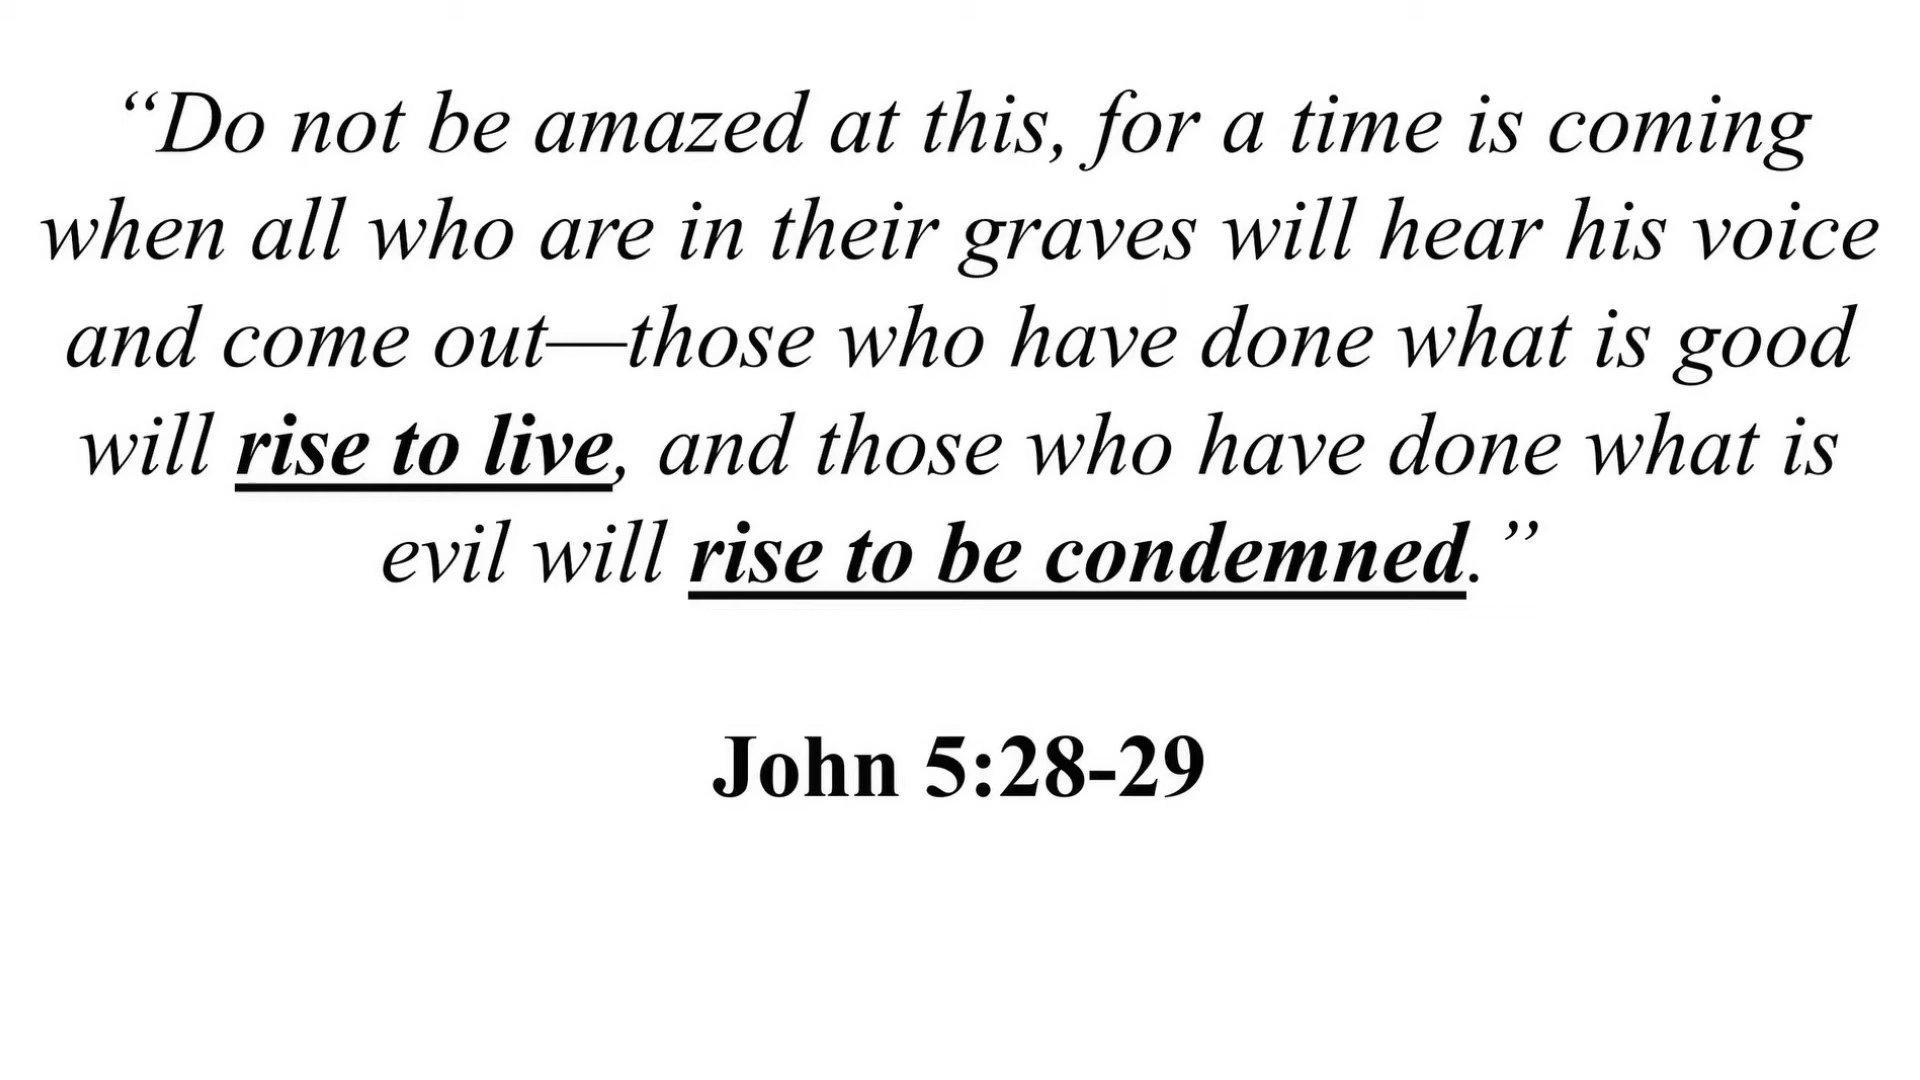 “Do not be amazed at this, for a time is coming
when all who are in their graves will hear his voice
and come out—those who have done what is good
will rise to live, and those who have done what is
evil will rise to be condemned.”
John 5:28-29